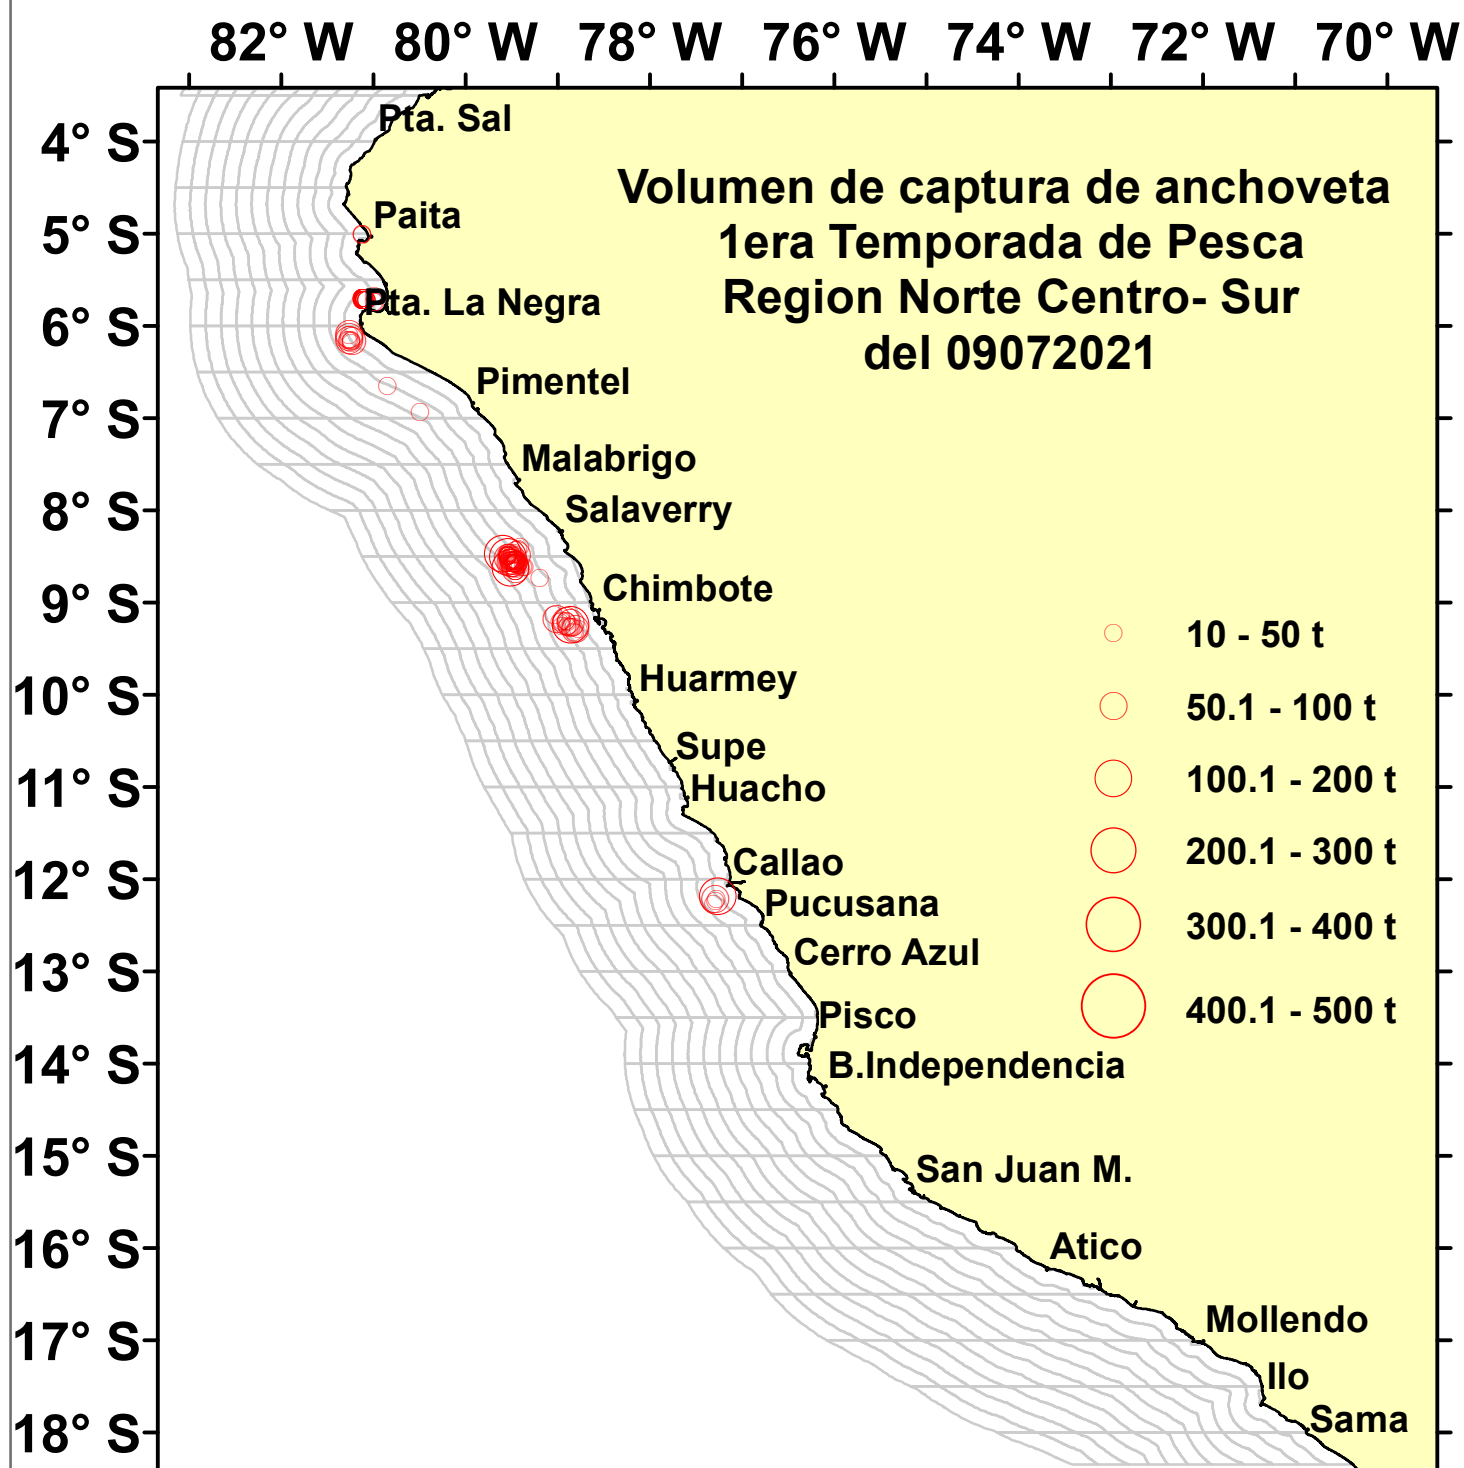 82° W 80° W 78° W 76° W 74° W 72° W 70° W
4° S
5° S
6° S
7° S
8° S
9° S
10° S
11° S
12° S
13° S
14° S
15° S
16° S
17° S
18° S
Volumen de captura de anchoveta
1era Temporada de Pesca
Region Norte Centro- Sur
del 09072021
Pta. Sal
Paita
Pta. La Negra
Pimentel
Malabrigo
Salaverry
Chimbote
Huarmey
Supe
Huacho
Callao
Pucusana
Cerro Azul
Pisco
B.Independencia
San Juan M.
Atico
Mollendo
Ilo
Sama
10 - 50 t
50.1 - 100 t
100.1 - 200 t
200.1 - 300 t
300.1 - 400 t
400.1 - 500 t